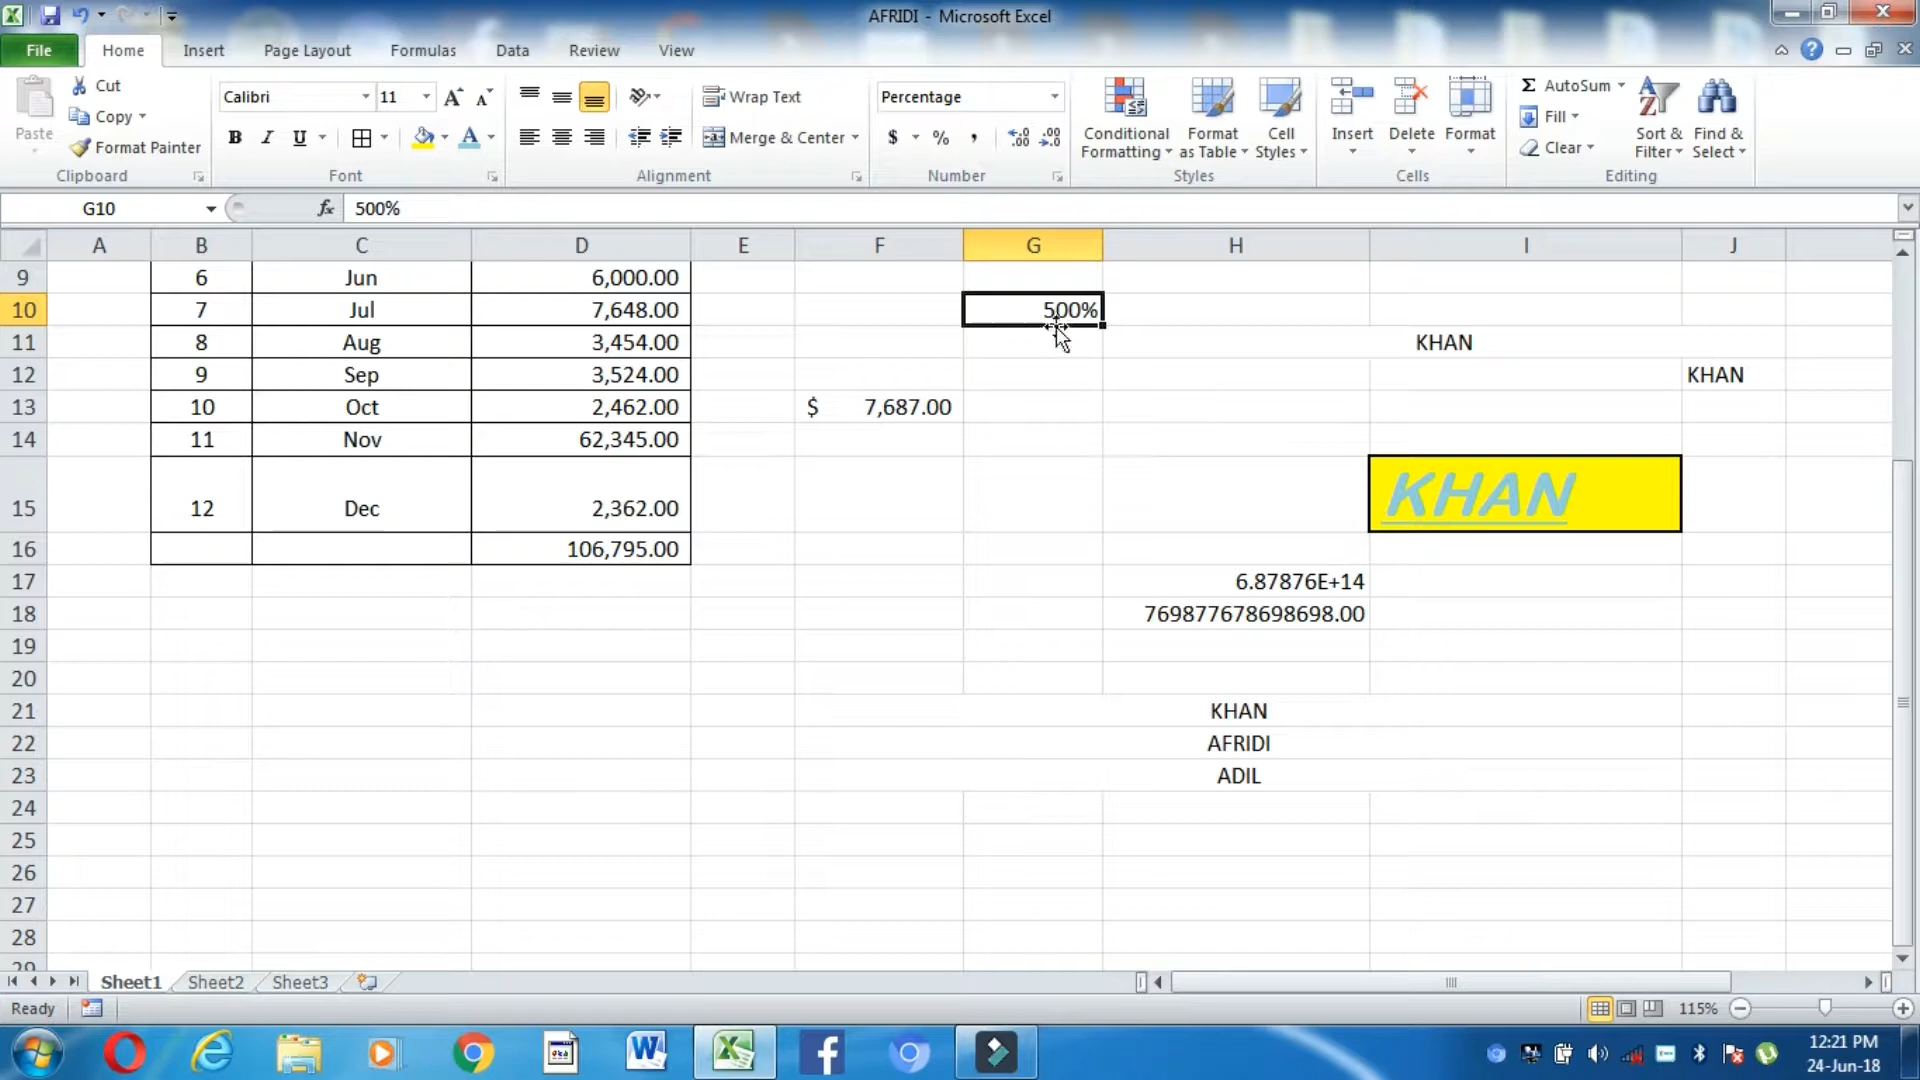 AFRIDI - Microsoft Excel
File Home Insert Page Layout Formulas Data Review View
Paste
Cut
Copy
Format Painter
Clipboard
Calibri 11
B I U
Font
Wrap Text
Merge & Center
Alignment
Percentage
$ % ,
Number
Conditional Formatting
Format as Table
Cell Styles
Styles
Insert
Delete
Format
Cells
Σ AutoSum
Fill
Clear
Sort & Filter
Find & Select
Editing
G10 fx 500%
A B C D E F G H I J
9 6 Jun 6,000.00
10 7 Jul 7,648.00 500%
11 8 Aug 3,454.00 KHAN
12 9 Sep 3,524.00 KHAN
13 10 Oct 2,462.00 $ 7,687.00
14 11 Nov 62,345.00
15 12 Dec 2,362.00 KHAN
16 106,795.00
17 6.87876E+14
18 769877678698698.00
19
20
21 KHAN
22 AFRIDI
23 ADIL
24
25
26
27
28
29
Sheet1 Sheet2 Sheet3
Ready 115%
12:21 PM
24-Jun-18